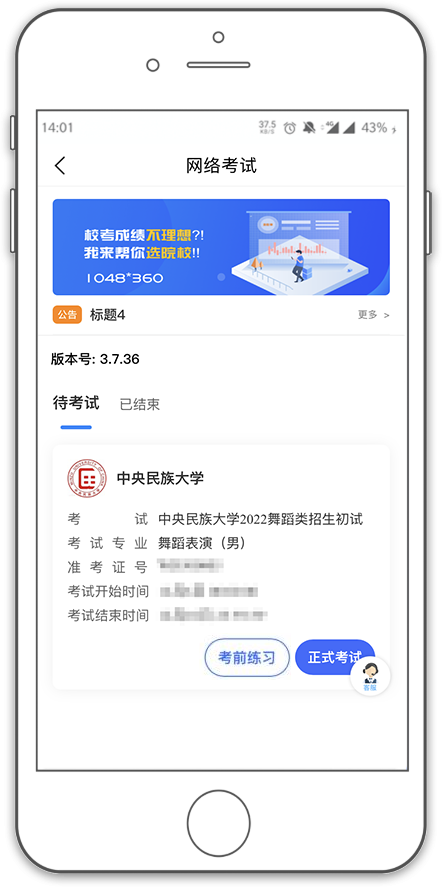 14:01 37.5 KB/S 4G 43%
网络考试
校考成绩不理想?!
我来帮你选院校!!
1048*360
公告 标题4 更多 >
版本号: 3.7.36
待考试 已结束
中央民族大学
考试 中央民族大学2022舞蹈类招生初试
考试专业 舞蹈表演（男）
准考证号
考试开始时间
考试结束时间
考前练习 正式考试
客服